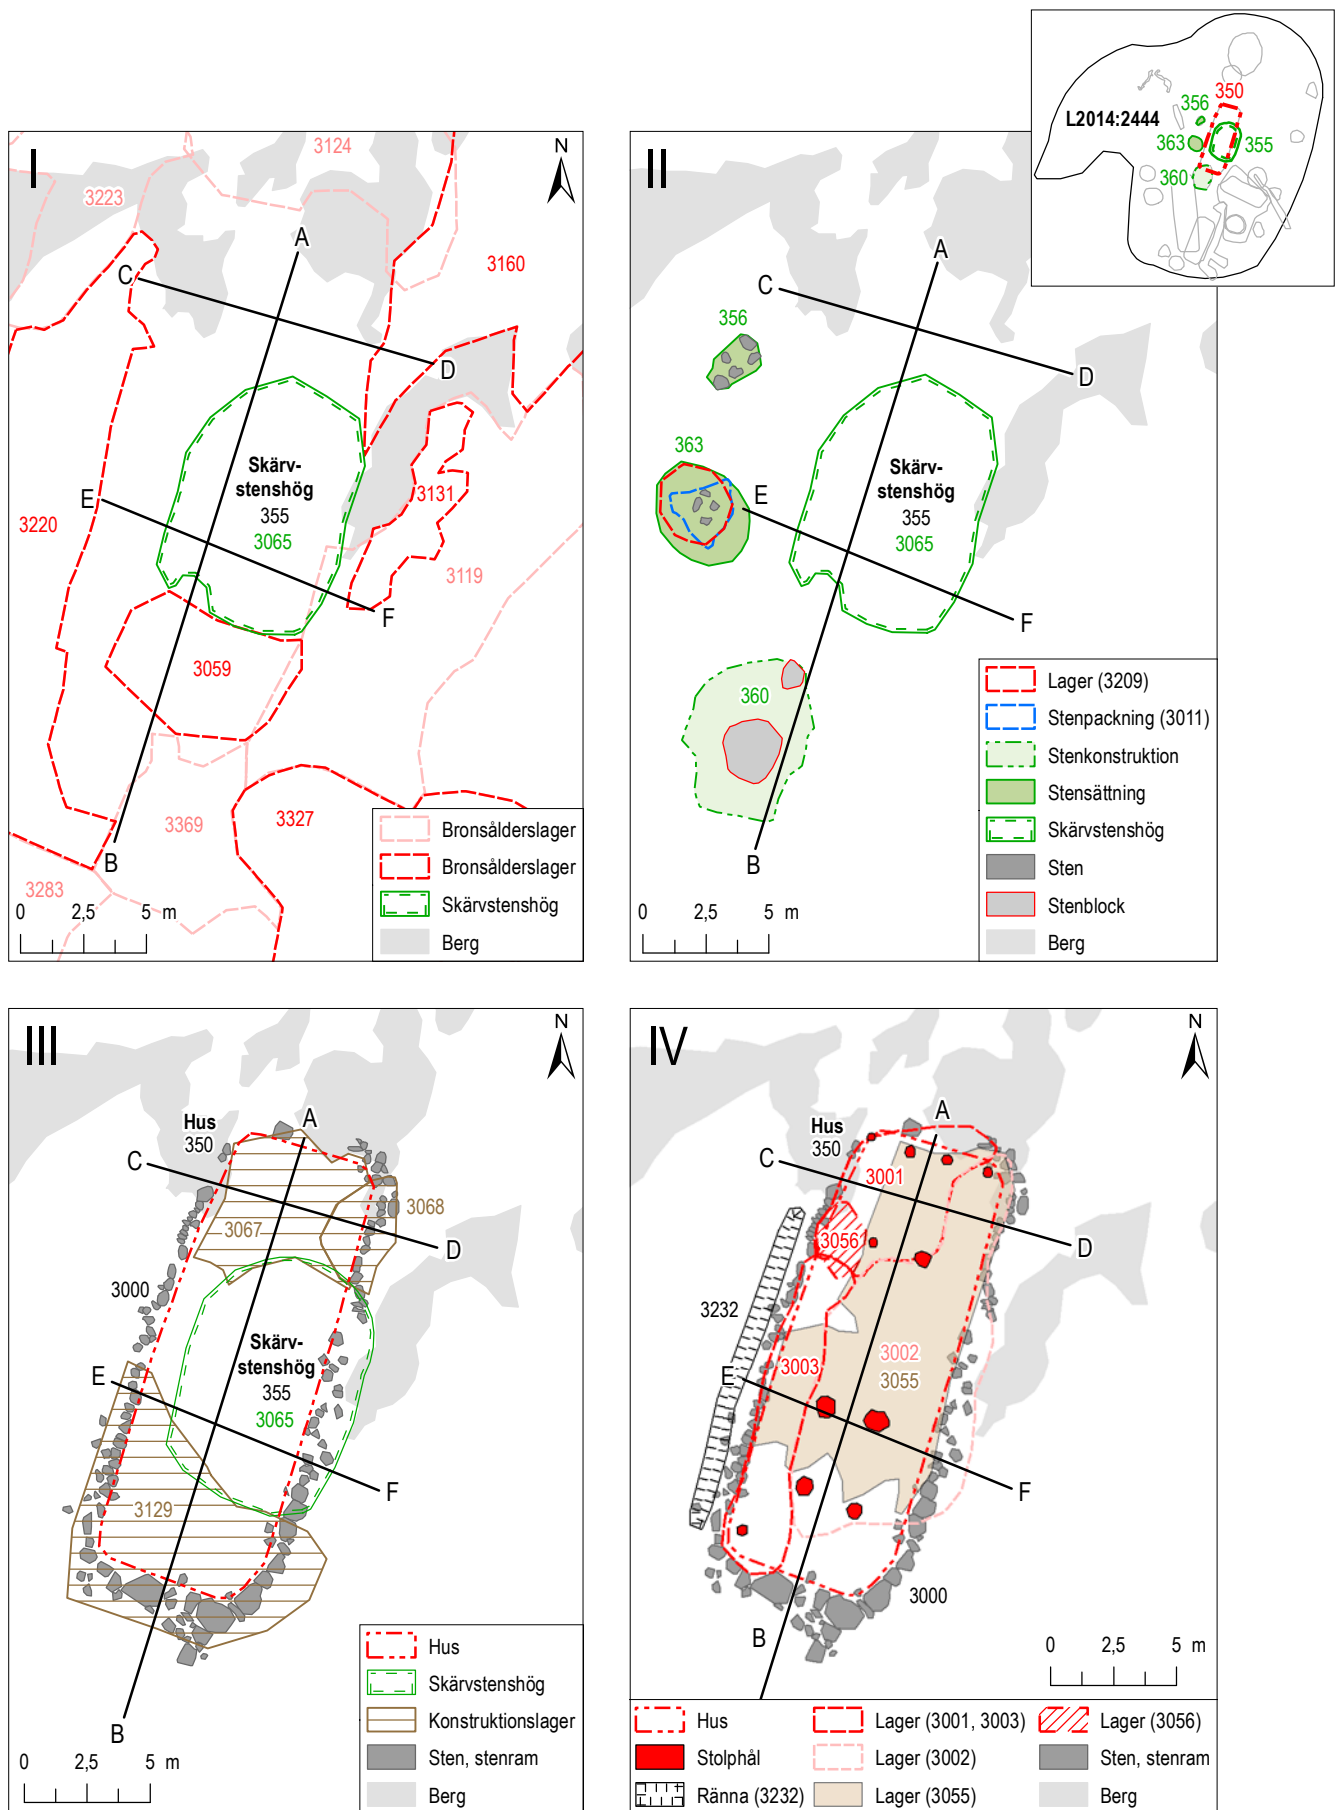 L2014:2444
350
356
363
355
360
I
N
3124
3223
A
3160
C
D
Skärv-
stenshög
355
3065
E
3131
3220
3119
F
3059
3369
3327
B
3283
0 2,5 5 m
Bronsålderslager
Bronsålderslager
Skärvstenshög
Berg
II
A
C
356
D
363
E
Skärv-
stenshög
355
3065
F
360
B
0 2,5 5 m
Lager (3209)
Stenpackning (3011)
Stenkonstruktion
Stensättning
Skärvstenshög
Sten
Stenblock
Berg
III
N
Hus
350
A
C
3068
3067
D
3000
Skärv-
stenshög
355
3065
E
F
3129
B
0 2,5 5 m
Hus
Skärvstenshög
Konstruktionslager
Sten, stenram
Berg
IV
N
Hus
350
A
C
3001
3056
D
3232
3002
3003
3055
E
F
3000
B
0 2,5 5 m
Hus
Stolphål
Ränna (3232)
Lager (3001, 3003)
Lager (3002)
Lager (3055)
Lager (3056)
Sten, stenram
Berg